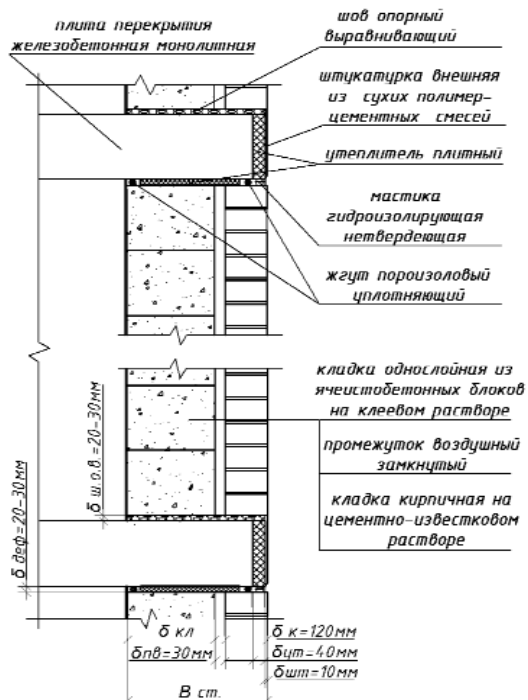 плита перекрытия
железобетонная монолитная
шов опорный
выравнивающий
штукатурка внешняя
из сухих полимер-
цементных смесей
утеплитель плитный
мастика
гидроизолирующая
нетвердеющая
жгут пороизоловый
уплотняющий
кладка однослойная из
ячеистобетонных блоков
на клеевом растворе
промежуток воздушный
замкнутый
кладка кирпичная на
цементно-известковом
растворе
δ ш.о.в.=20-30мм
δ деф=20-30мм
δ кл
δпв=30мм
δ к=120мм
δут=40мм
δшт=10мм
В ст.